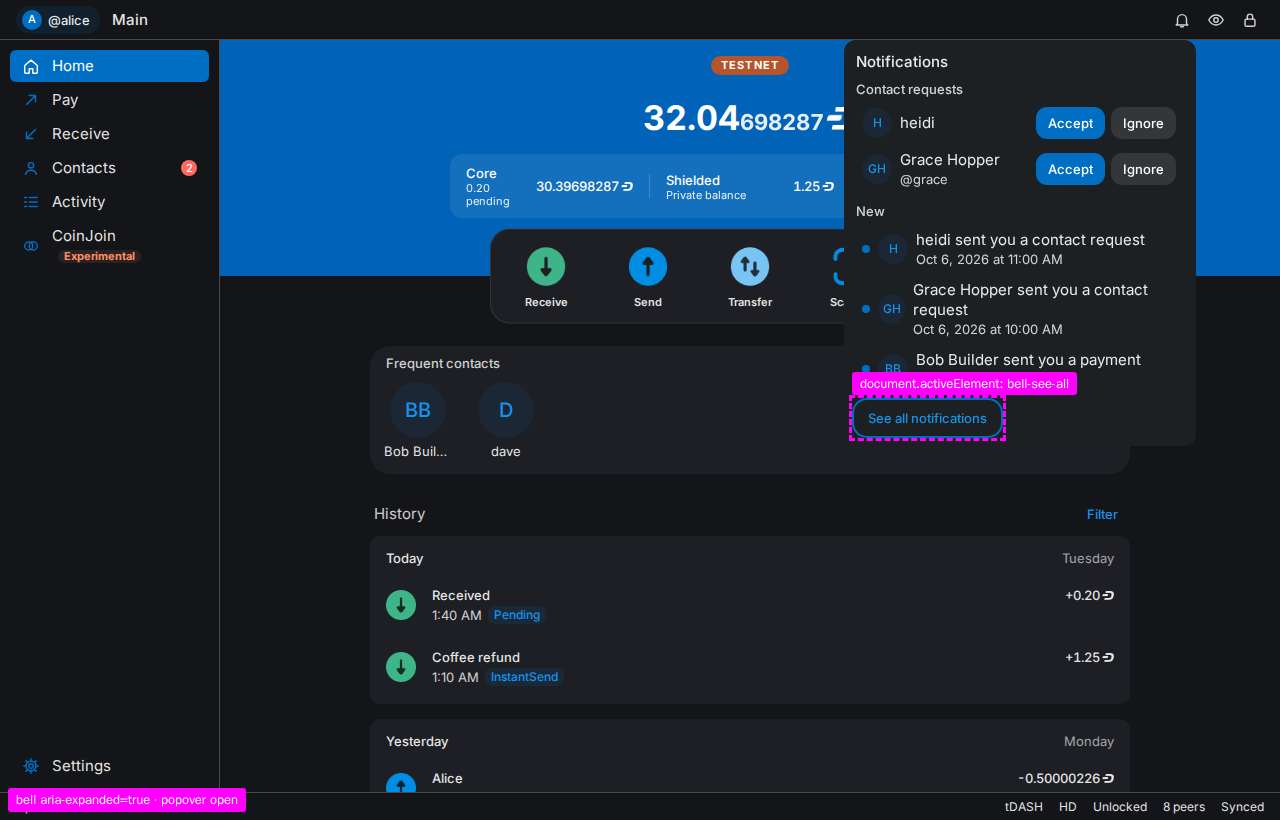 A @alice Main
Home
Pay
Receive
Contacts 2
Activity
CoinJoin
Experimental
Settings
TESTNET
32.04698287
Core
0.20
pending
30.39698287
Shielded
Private balance
1.25
Receive
Send
Transfer
Notifications
Contact requests
H heidi Accept Ignore
GH Grace Hopper
@grace
Accept Ignore
New
H heidi sent you a contact request
Oct 6, 2026 at 11:00 AM
GH Grace Hopper sent you a contact
request
Oct 6, 2026 at 10:00 AM
BB Bob Builder sent you a payment
document.activeElement: bell-see-all
See all notifications
Frequent contacts
BB D
Bob Buil... dave
History Filter
Today Tuesday
Received +0.20
1:40 AM Pending
Coffee refund +1.25
1:10 AM InstantSend
Yesterday Monday
Alice -0.50000226
bell aria-expanded=true · popover open
tDASH HD Unlocked 8 peers Synced